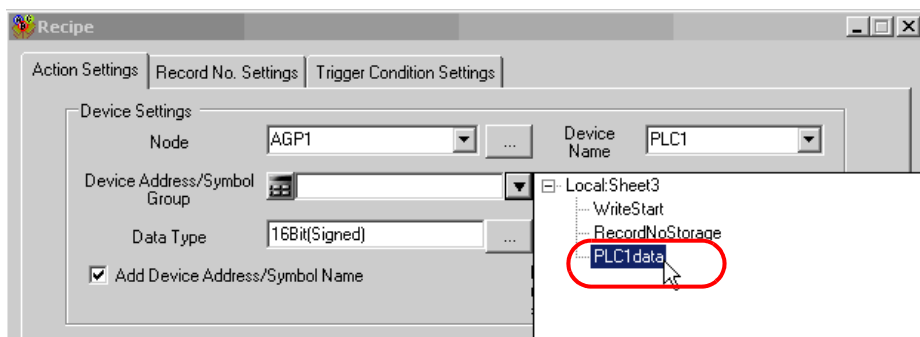 Recipe
Action Settings Record No. Settings Trigger Condition Settings
Device Settings
Node AGP1 ... Device Name PLC1
Device Address/Symbol Group
Local:Sheet3
WriteStart
Data Type 16Bit(Signed) ... RecordNoStorage
PLC1data
Add Device Address/Symbol Name